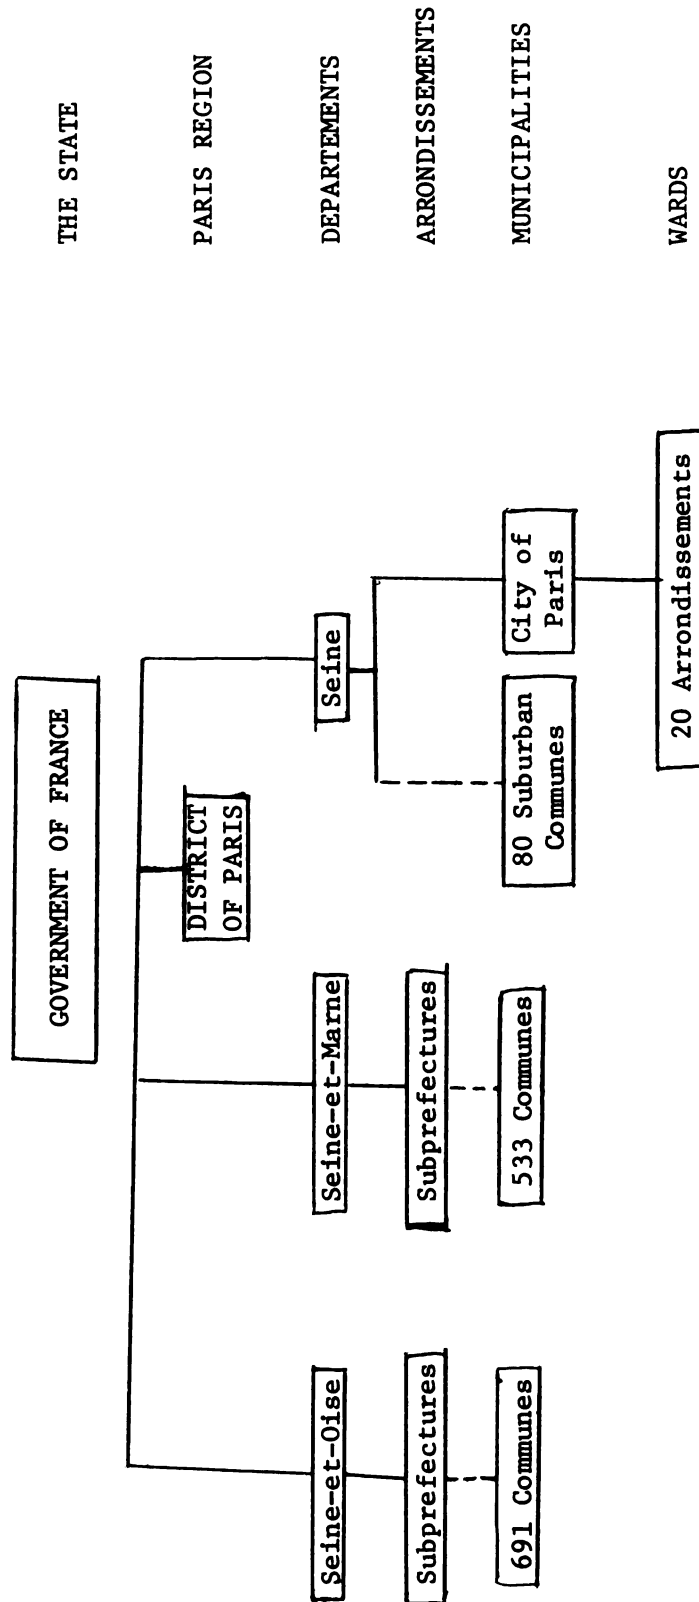 THE STATE
GOVERNMENT OF FRANCE
PARIS REGION
DISTRICT
OF PARIS
DEPARTEMENTS
Seine-et-Oise
Seine-et-Marne
Seine
ARRONDISSEMENTS
Subprefectures
Subprefectures
MUNICIPALITIES
691 Communes
533 Communes
80 Suburban
Communes
City of
Paris
WARDS
20 Arrondissements